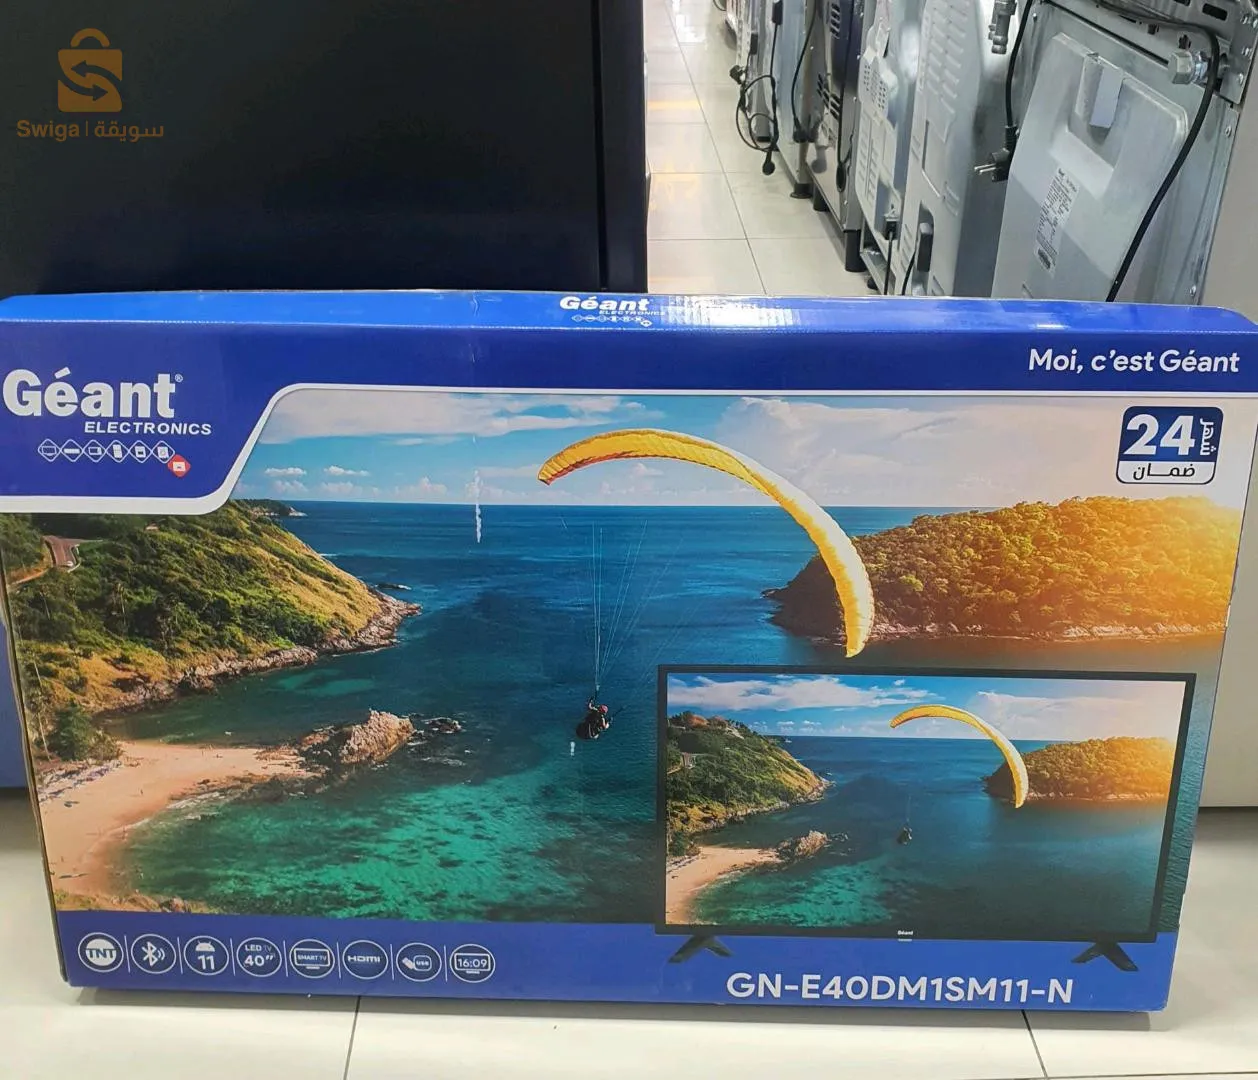 Swiga | سويقة
Géant
ELECTRONICS
Moi, c'est Géant
Géant®
ELECTRONICS
24 شهر
ضمان
Géant
TNT
11
LED TV
40”
SMART TV
HDMI
USB
16:09
GN-E40DM1SM11-N